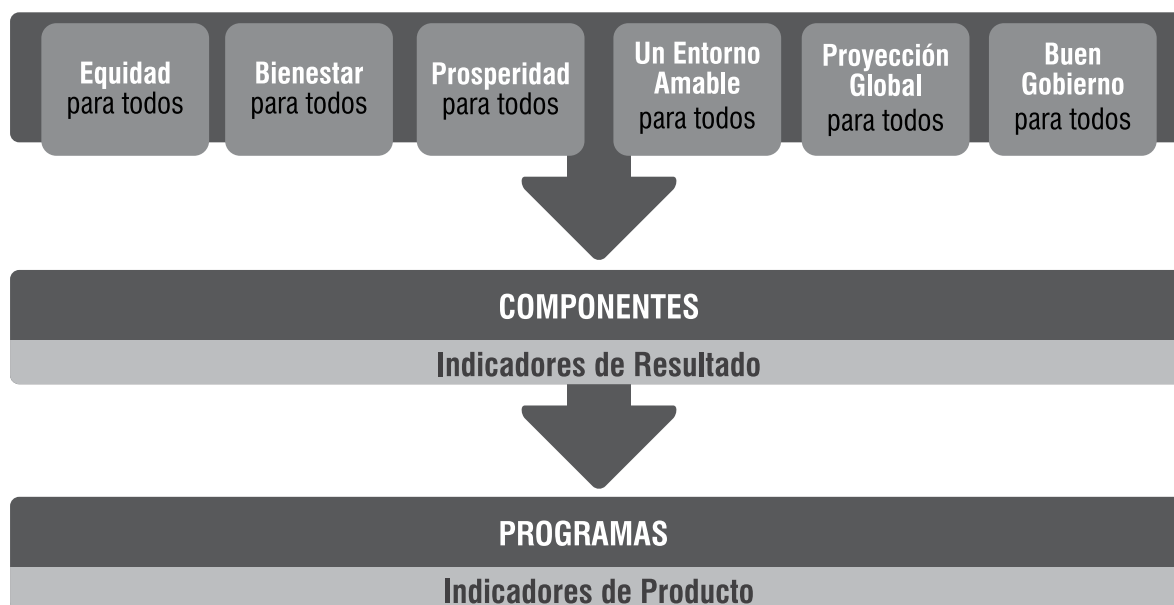 Equidad
para todos
Bienestar
para todos
Prosperidad
para todos
Un Entorno
Amable
para todos
Proyección
Global
para todos
Buen
Gobierno
para todos
COMPONENTES
Indicadores de Resultado
PROGRAMAS
Indicadores de Producto